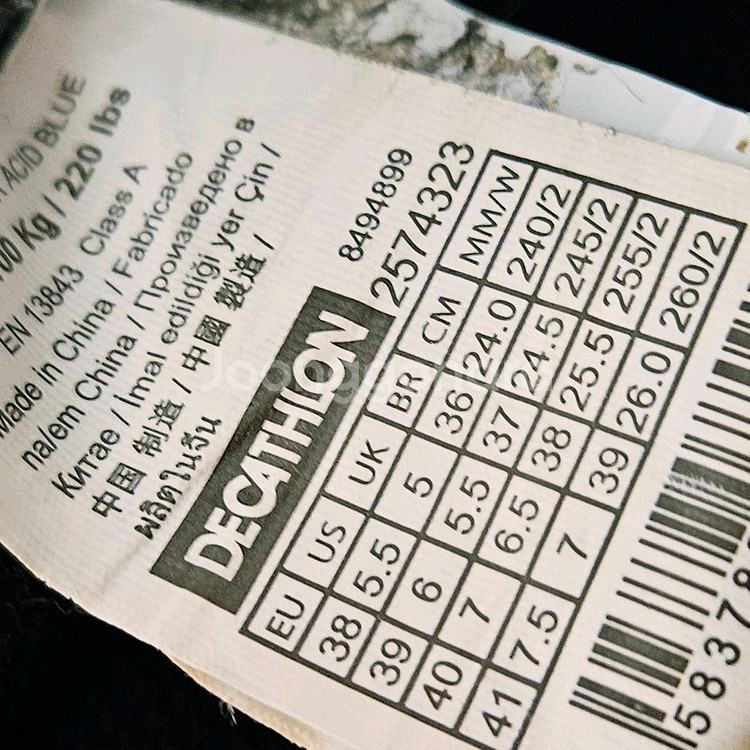 ACID BLUE
00 Kg / 220 lbs
EN 13843 Class A
Made in China / Fabricado
na/em China / Произведено в
Китае / İmal edildiği yer Çin /
中国 制造 / 中國 製造 /
ผลิตในจีน
8494899
2574323
DECATHLON
EU US UK BR CM MM/W
38 5.5 5 36 24.0 240/2
39 6 5.5 37 24.5 245/2
40 7 6.5 38 25.5 255/2
41 7.5 7 39 26.0 260/2
5837